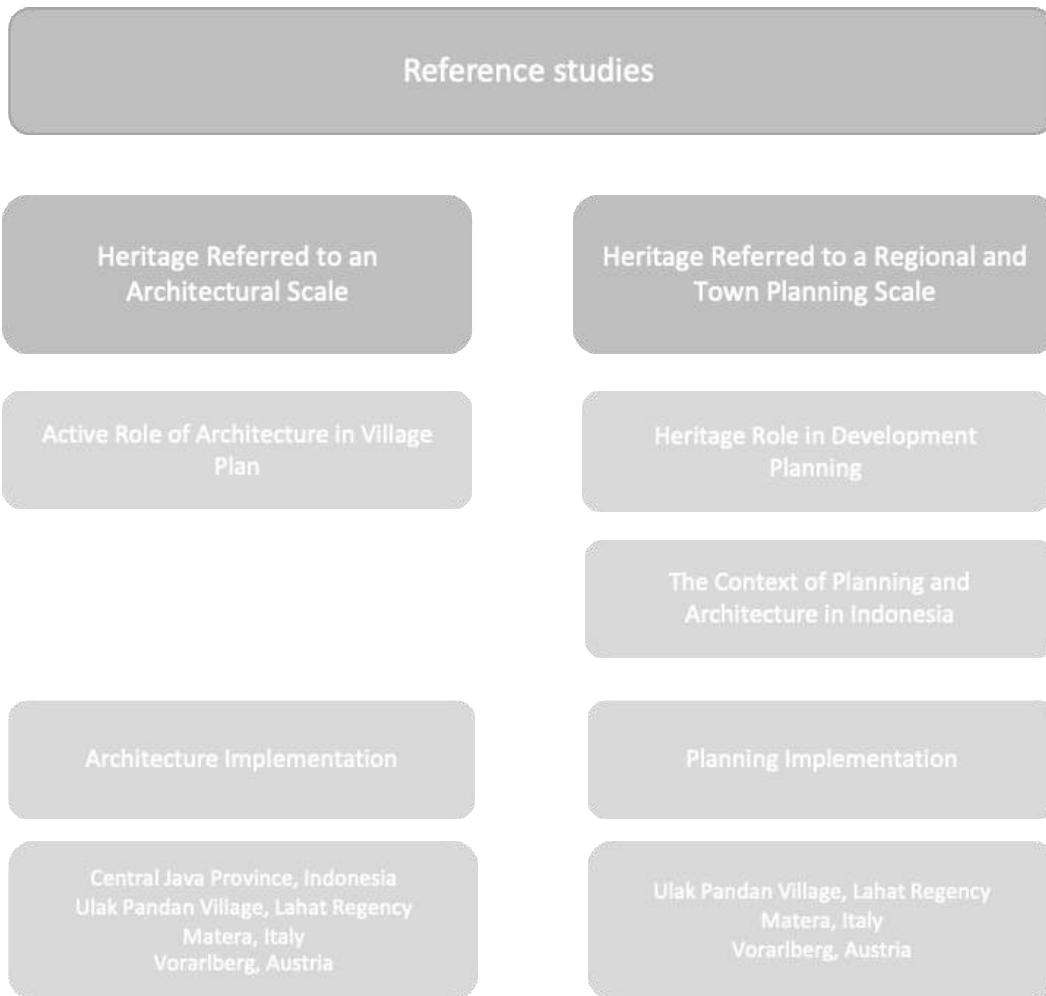 Reference studies
Heritage Referred to an
Architectural Scale
Heritage Referred to a Regional and
Town Planning Scale
Active Role of Architecture in Village
Plan
Heritage Role in Development
Planning
The Context of Planning and
Architecture in Indonesia
Architecture Implementation
Planning Implementation
Central Java Province, Indonesia
Ulak Pandan Village, Lahat Regency
Matera, Italy
Vorarlberg, Austria
Ulak Pandan Village, Lahat Regency
Matera, Italy
Vorarlberg, Austria